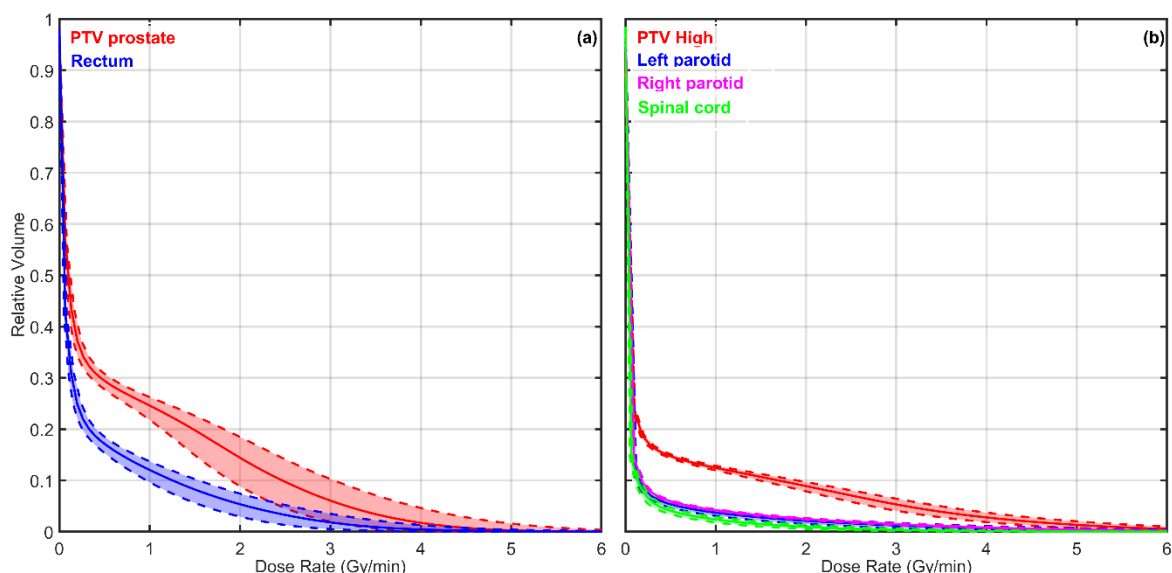 PTV prostate
Rectum
(a)
1
0.9
0.8
0.7
0.6
0.5
0.4
0.3
0.2
0.1
0
Relative Volume
0 1 2 3 4 5 6
Dose Rate (Gy/min)
PTV High
Left parotid
Right parotid
Spinal cord
(b)
0 1 2 3 4 5 6
Dose Rate (Gy/min)